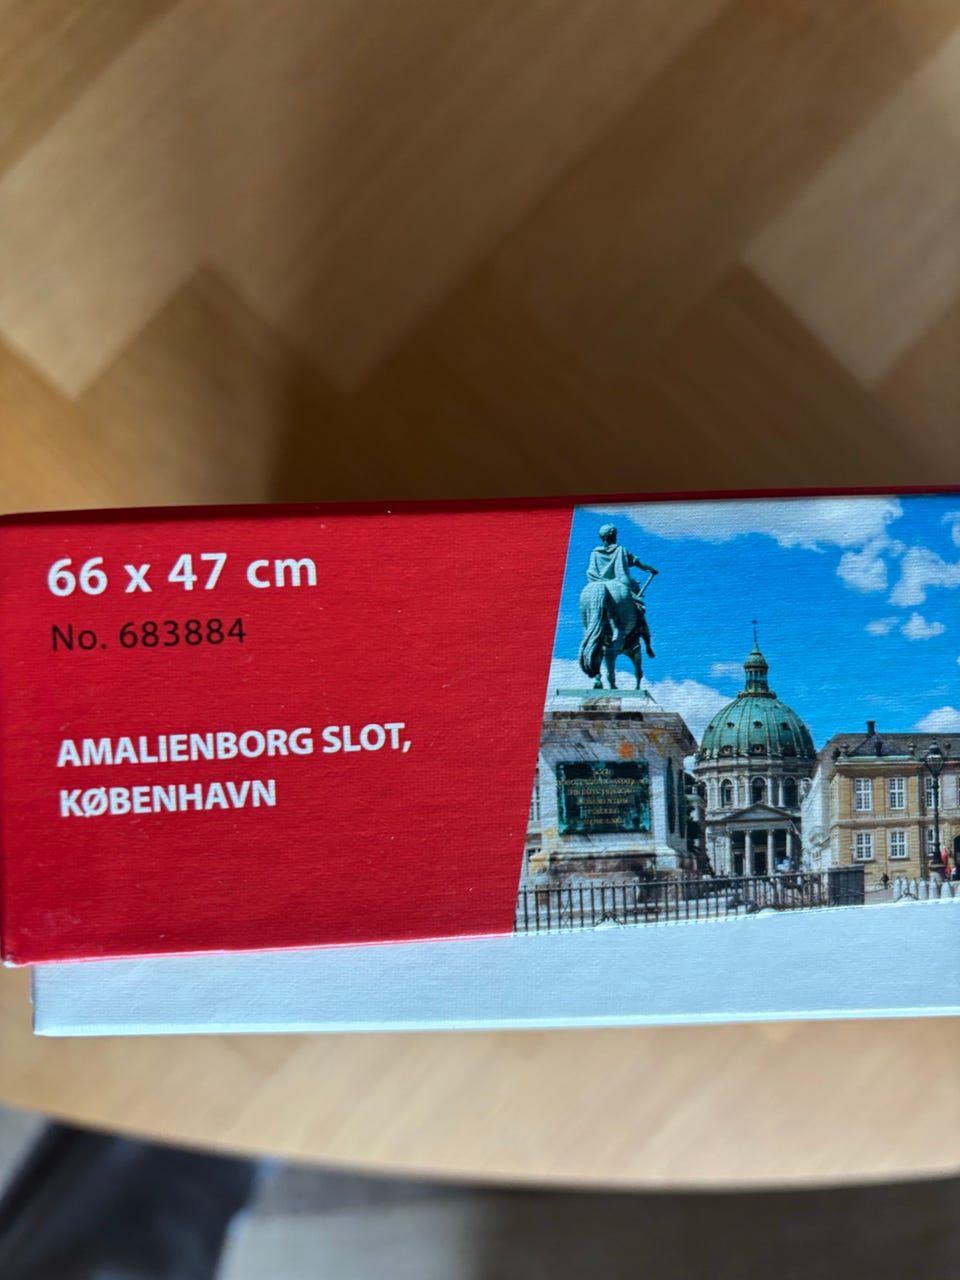 66 x 47 cm
No. 683884
AMALIENBORG SLOT,
KØBENHAVN